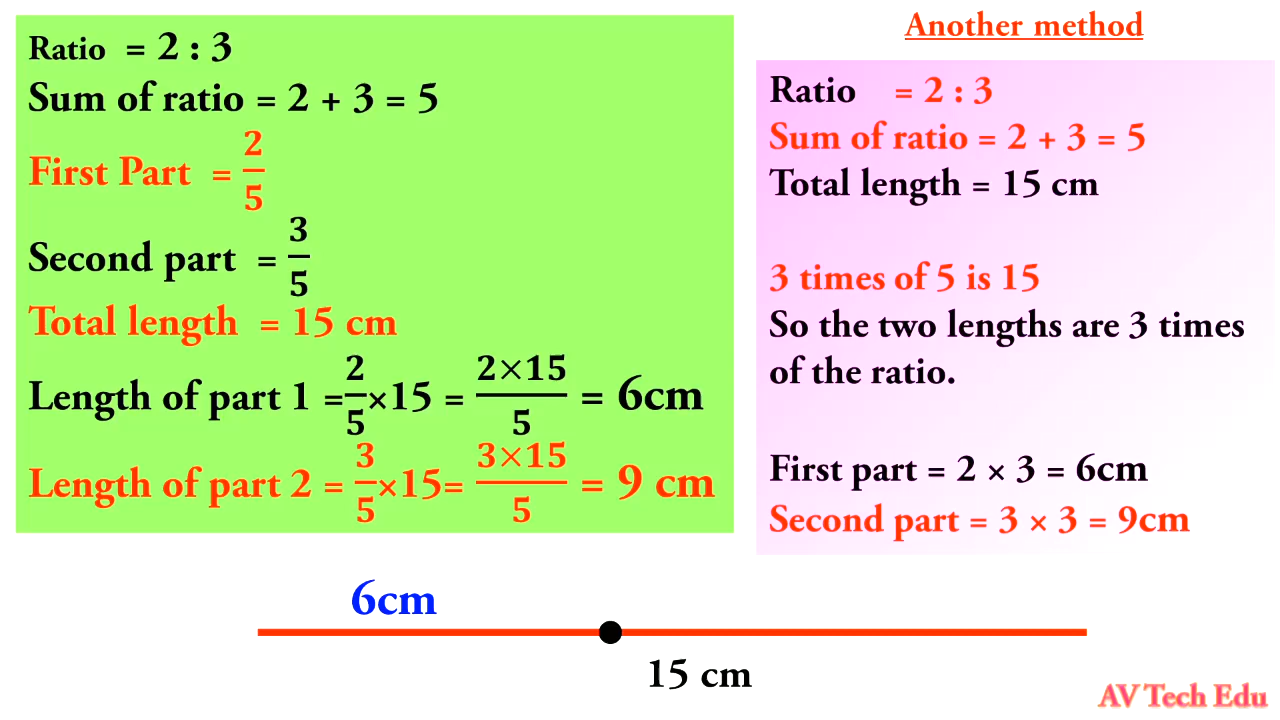 Ratio = 2 : 3
Sum of ratio = 2 + 3 = 5
First Part = 2/5
Second part = 3/5
Total length = 15 cm
Length of part 1 = 2/5 ×15 = 2×15/5 = 6cm
Length of part 2 = 3/5 ×15= 3×15/5 = 9 cm
Another method
Ratio = 2 : 3
Sum of ratio = 2 + 3 = 5
Total length = 15 cm
3 times of 5 is 15
So the two lengths are 3 times
of the ratio.
First part = 2 × 3 = 6cm
Second part = 3 × 3 = 9cm
6cm
15 cm
AV Tech Edu